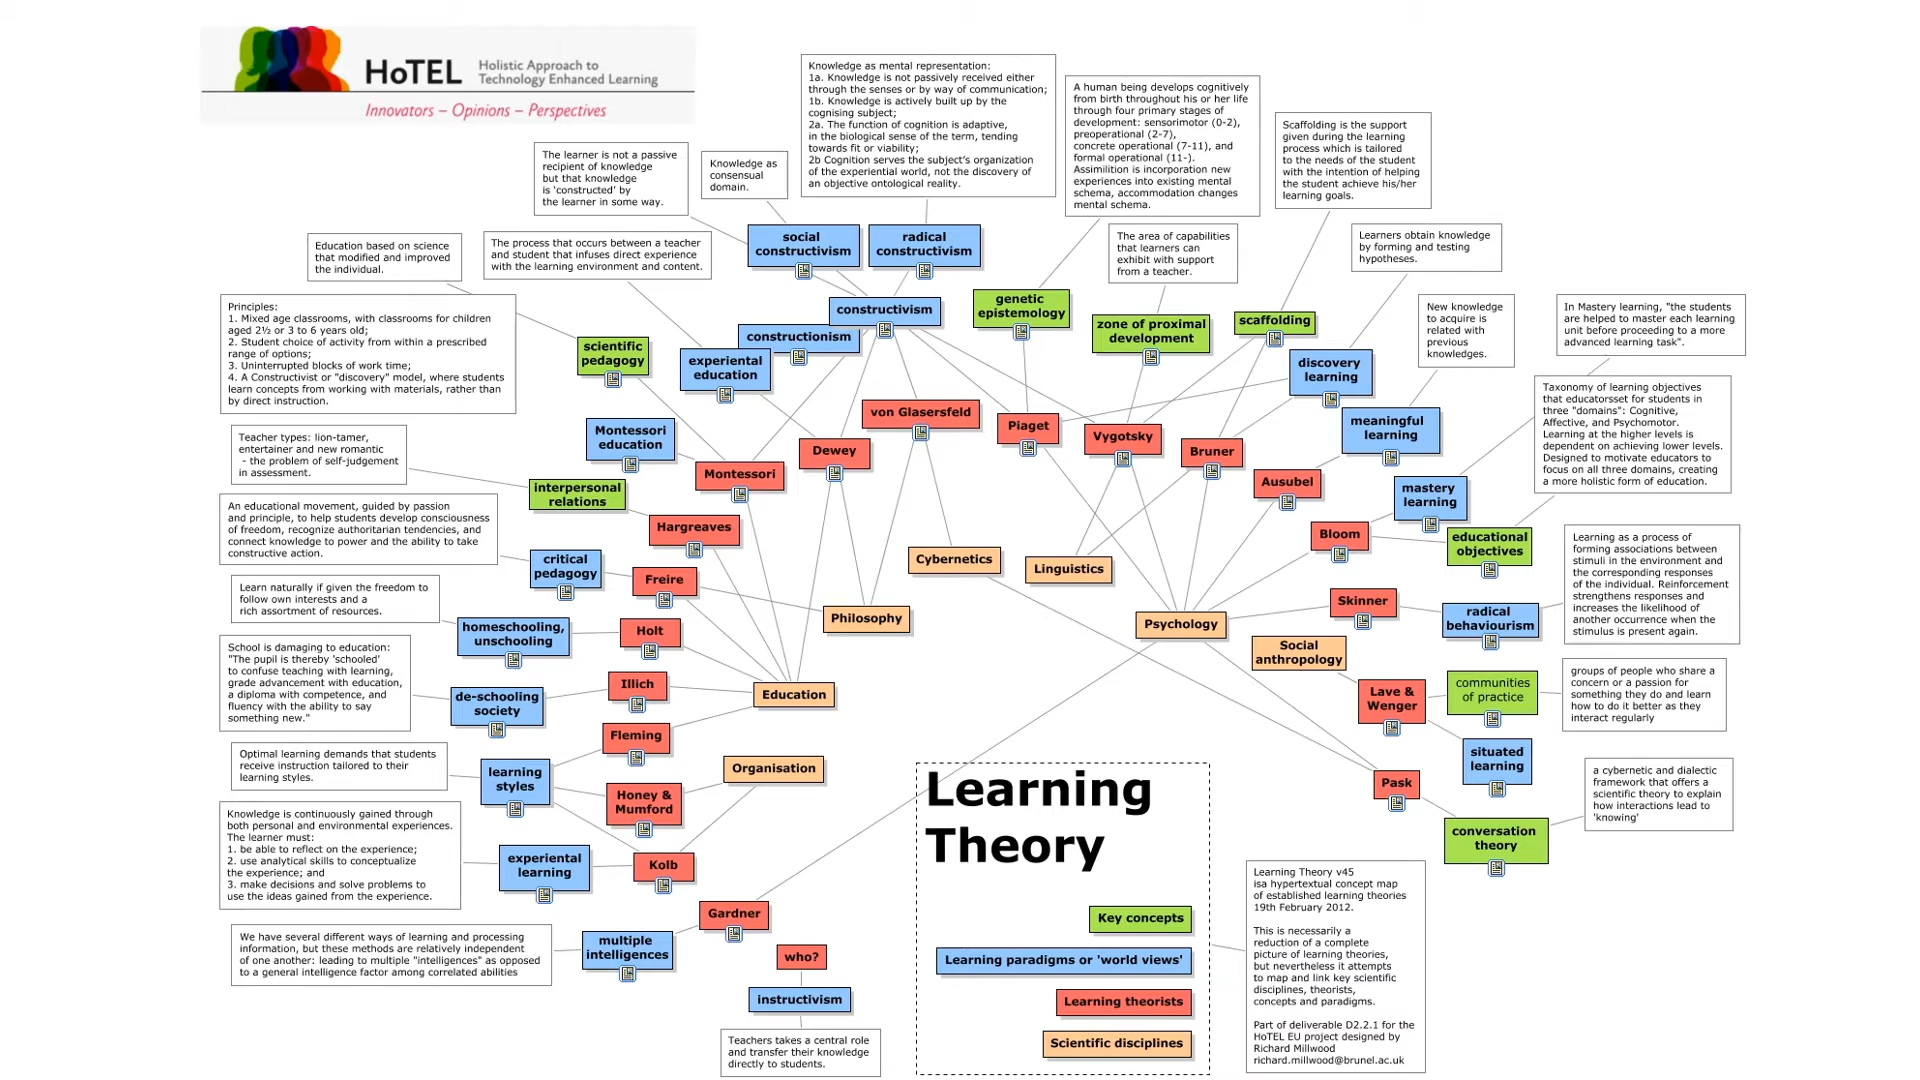 HoTEL
Holistic Approach to
Technology Enhanced Learning
Innovators – Opinions – Perspectives
Knowledge as mental representation:
1a. Knowledge is not passively received either
through the senses or by way of communication;
1b. Knowledge is actively built up by the
cognising subject;
2a. The function of cognition is adaptive,
in the biological sense of the term, tending
towards fit or viability;
2b Cognition serves the subject's organization
of the experiential world, not the discovery of
an objective ontological reality.
A human being develops cognitively
from birth throughout his or her life
through four primary stages of
development: sensorimotor (0-2),
preoperational (2-7),
concrete operational (7-11), and
formal operational (11-).
Assimilition is incorporation new
experiences into existing mental
schema, accommodation changes
mental schema.
Scaffolding is the support
given during the learning
process which is tailored
to the needs of the student
with the intention of helping
the student achieve his/her
learning goals.
The learner is not a passive
recipient of knowledge
but that knowledge
is 'constructed' by
the learner in some way.
Knowledge as
consensual
domain.
Education based on science
that modified and improved
the individual.
The process that occurs between a teacher
and student that infuses direct experience
with the learning environment and content.
social
constructivism
radical
constructivism
The area of capabilities
that learners can
exhibit with support
from a teacher.
Learners obtain knowledge
by forming and testing
hypotheses.
Principles:
1. Mixed age classrooms, with classrooms for children
aged 2½ or 3 to 6 years old;
2. Student choice of activity from within a prescribed
range of options;
3. Uninterrupted blocks of work time;
4. A Constructivist or "discovery" model, where students
learn concepts from working with materials, rather than
by direct instruction.
constructivism
constructionism
genetic
epistemology
zone of proximal
development
scaffolding
New knowledge
to acquire is
related with
previous
knowledges.
In Mastery learning, "the students
are helped to master each learning
unit before proceeding to a more
advanced learning task".
scientific
pedagogy
experiential
education
discovery
learning
Taxonomy of learning objectives
that educatorsset for students in
three "domains": Cognitive,
Affective, and Psychomotor.
Learning at the higher levels is
dependent on achieving lower levels.
Designed to motivate educators to
focus on all three domains, creating
a more holistic form of education.
Teacher types: lion-tamer,
entertainer and new romantic
- the problem of self-judgement
in assessment.
Montessori
education
Montessori
Dewey
von Glasersfeld
Piaget
Vygotsky
Bruner
meaningful
learning
Ausubel
mastery
learning
interpersonal
relations
Hargreaves
Bloom
educational
objectives
An educational movement, guided by passion
and principle, to help students develop consciousness
of freedom, recognize authoritarian tendencies, and
connect knowledge to power and the ability to take
constructive action.
critical
pedagogy
Freire
Cybernetics
Linguistics
Learning as a process of
forming associations between
stimuli in the environment and
the corresponding responses
of the individual. Reinforcement
strengthens responses and
increases the likelihood of
another occurrence when the
stimulus is present again.
Learn naturally if given the freedom to
follow own interests and a
rich assortment of resources.
homeschooling,
unschooling
Holt
Philosophy
Psychology
Skinner
radical
behaviourism
Social
anthropology
School is damaging to education:
"The pupil is thereby 'schooled'
to confuse teaching with learning,
grade advancement with education,
a diploma with competence, and
fluency with the ability to say
something new."
de-schooling
society
Illich
Education
Lave &
Wenger
communities
of practice
groups of people who share a
concern or a passion for
something they do and learn
how to do it better as they
interact regularly
Fleming
situated
learning
Optimal learning demands that students
receive instruction tailored to their
learning styles.
learning
styles
Organisation
Honey &
Mumford
Pask
a cybernetic and dialectic
framework that offers a
scientific theory to explain
how interactions lead to
'knowing'
conversation
theory
Knowledge is continuously gained through
both personal and environmental experiences.
The learner must:
1. be able to reflect on the experience;
2. use analytical skills to conceptualize
the experience; and
3. make decisions and solve problems to
use the ideas gained from the experience.
experiential
learning
Kolb
Gardner
We have several different ways of learning and processing
information, but these methods are relatively independent
of one another: leading to multiple "intelligences" as opposed
to a general intelligence factor among correlated abilities
multiple
intelligences
who?
instructivism
Teachers takes a central role
and transfer their knowledge
directly to students.
Learning
Theory
Key concepts
Learning paradigms or 'world views'
Learning theorists
Scientific disciplines
Learning Theory v45
isa hypertextual concept map
of established learning theories
19th February 2012.
This is necessarily a
reduction of a complete
picture of learning theories,
but nevertheless it attempts
to map and link key scientific
disciplines, theorists,
concepts and paradigms.
Part of deliverable D2.2.1 for the
HoTEL EU project designed by
Richard Millwood
richard.millwood@brunel.ac.uk